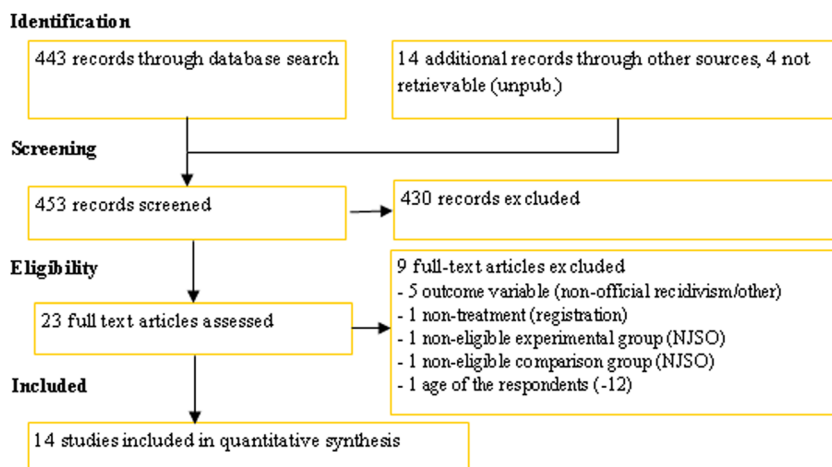 Identification
443 records through database search
14 additional records through other sources, 4 not
retrievable (unpub.)
Screening
453 records screened
430 records excluded
Eligibility
23 full text articles assessed
9 full-text articles excluded
- 5 outcome variable (non-official recidivism/other)
- 1 non-treatment (registration)
- 1 non-eligible experimental group (NJSO)
- 1 non-eligible comparison group (NJSO)
- 1 age of the respondents (-12)
Included
14 studies included in quantitative synthesis